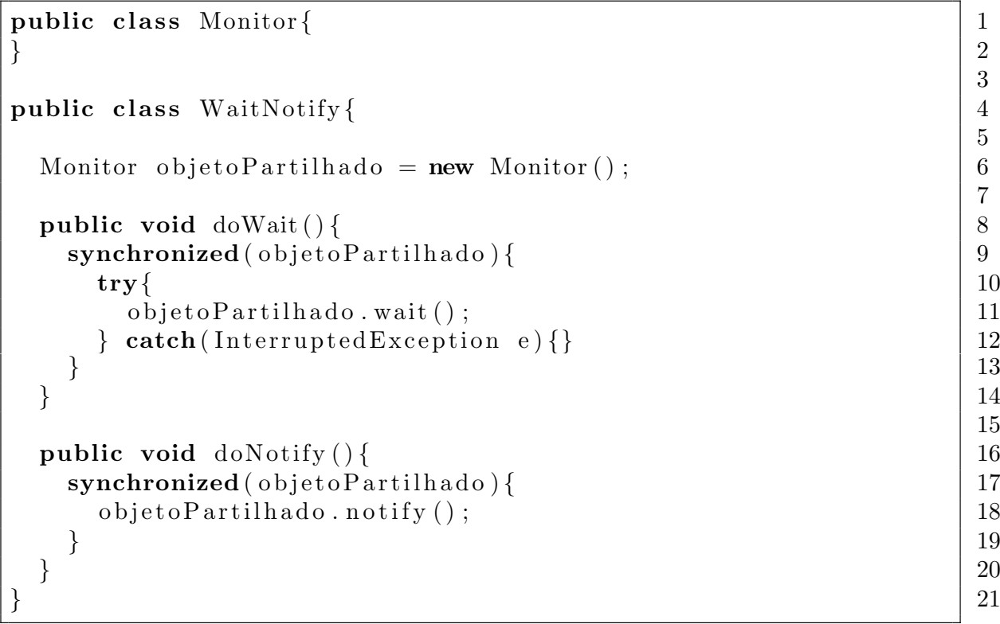 public class Monitor{ 1
} 2
3
public class WaitNotify{ 4
5
Monitor objetoPartilhado = new Monitor(); 6
7
public void doWait(){ 8
synchronized(objetoPartilhado){ 9
try{ 10
objetoPartilhado.wait(); 11
} catch(InterruptedException e){} 12
} 13
} 14
15
public void doNotify(){ 16
synchronized(objetoPartilhado){ 17
objetoPartilhado.notify(); 18
} 19
} 20
} 21